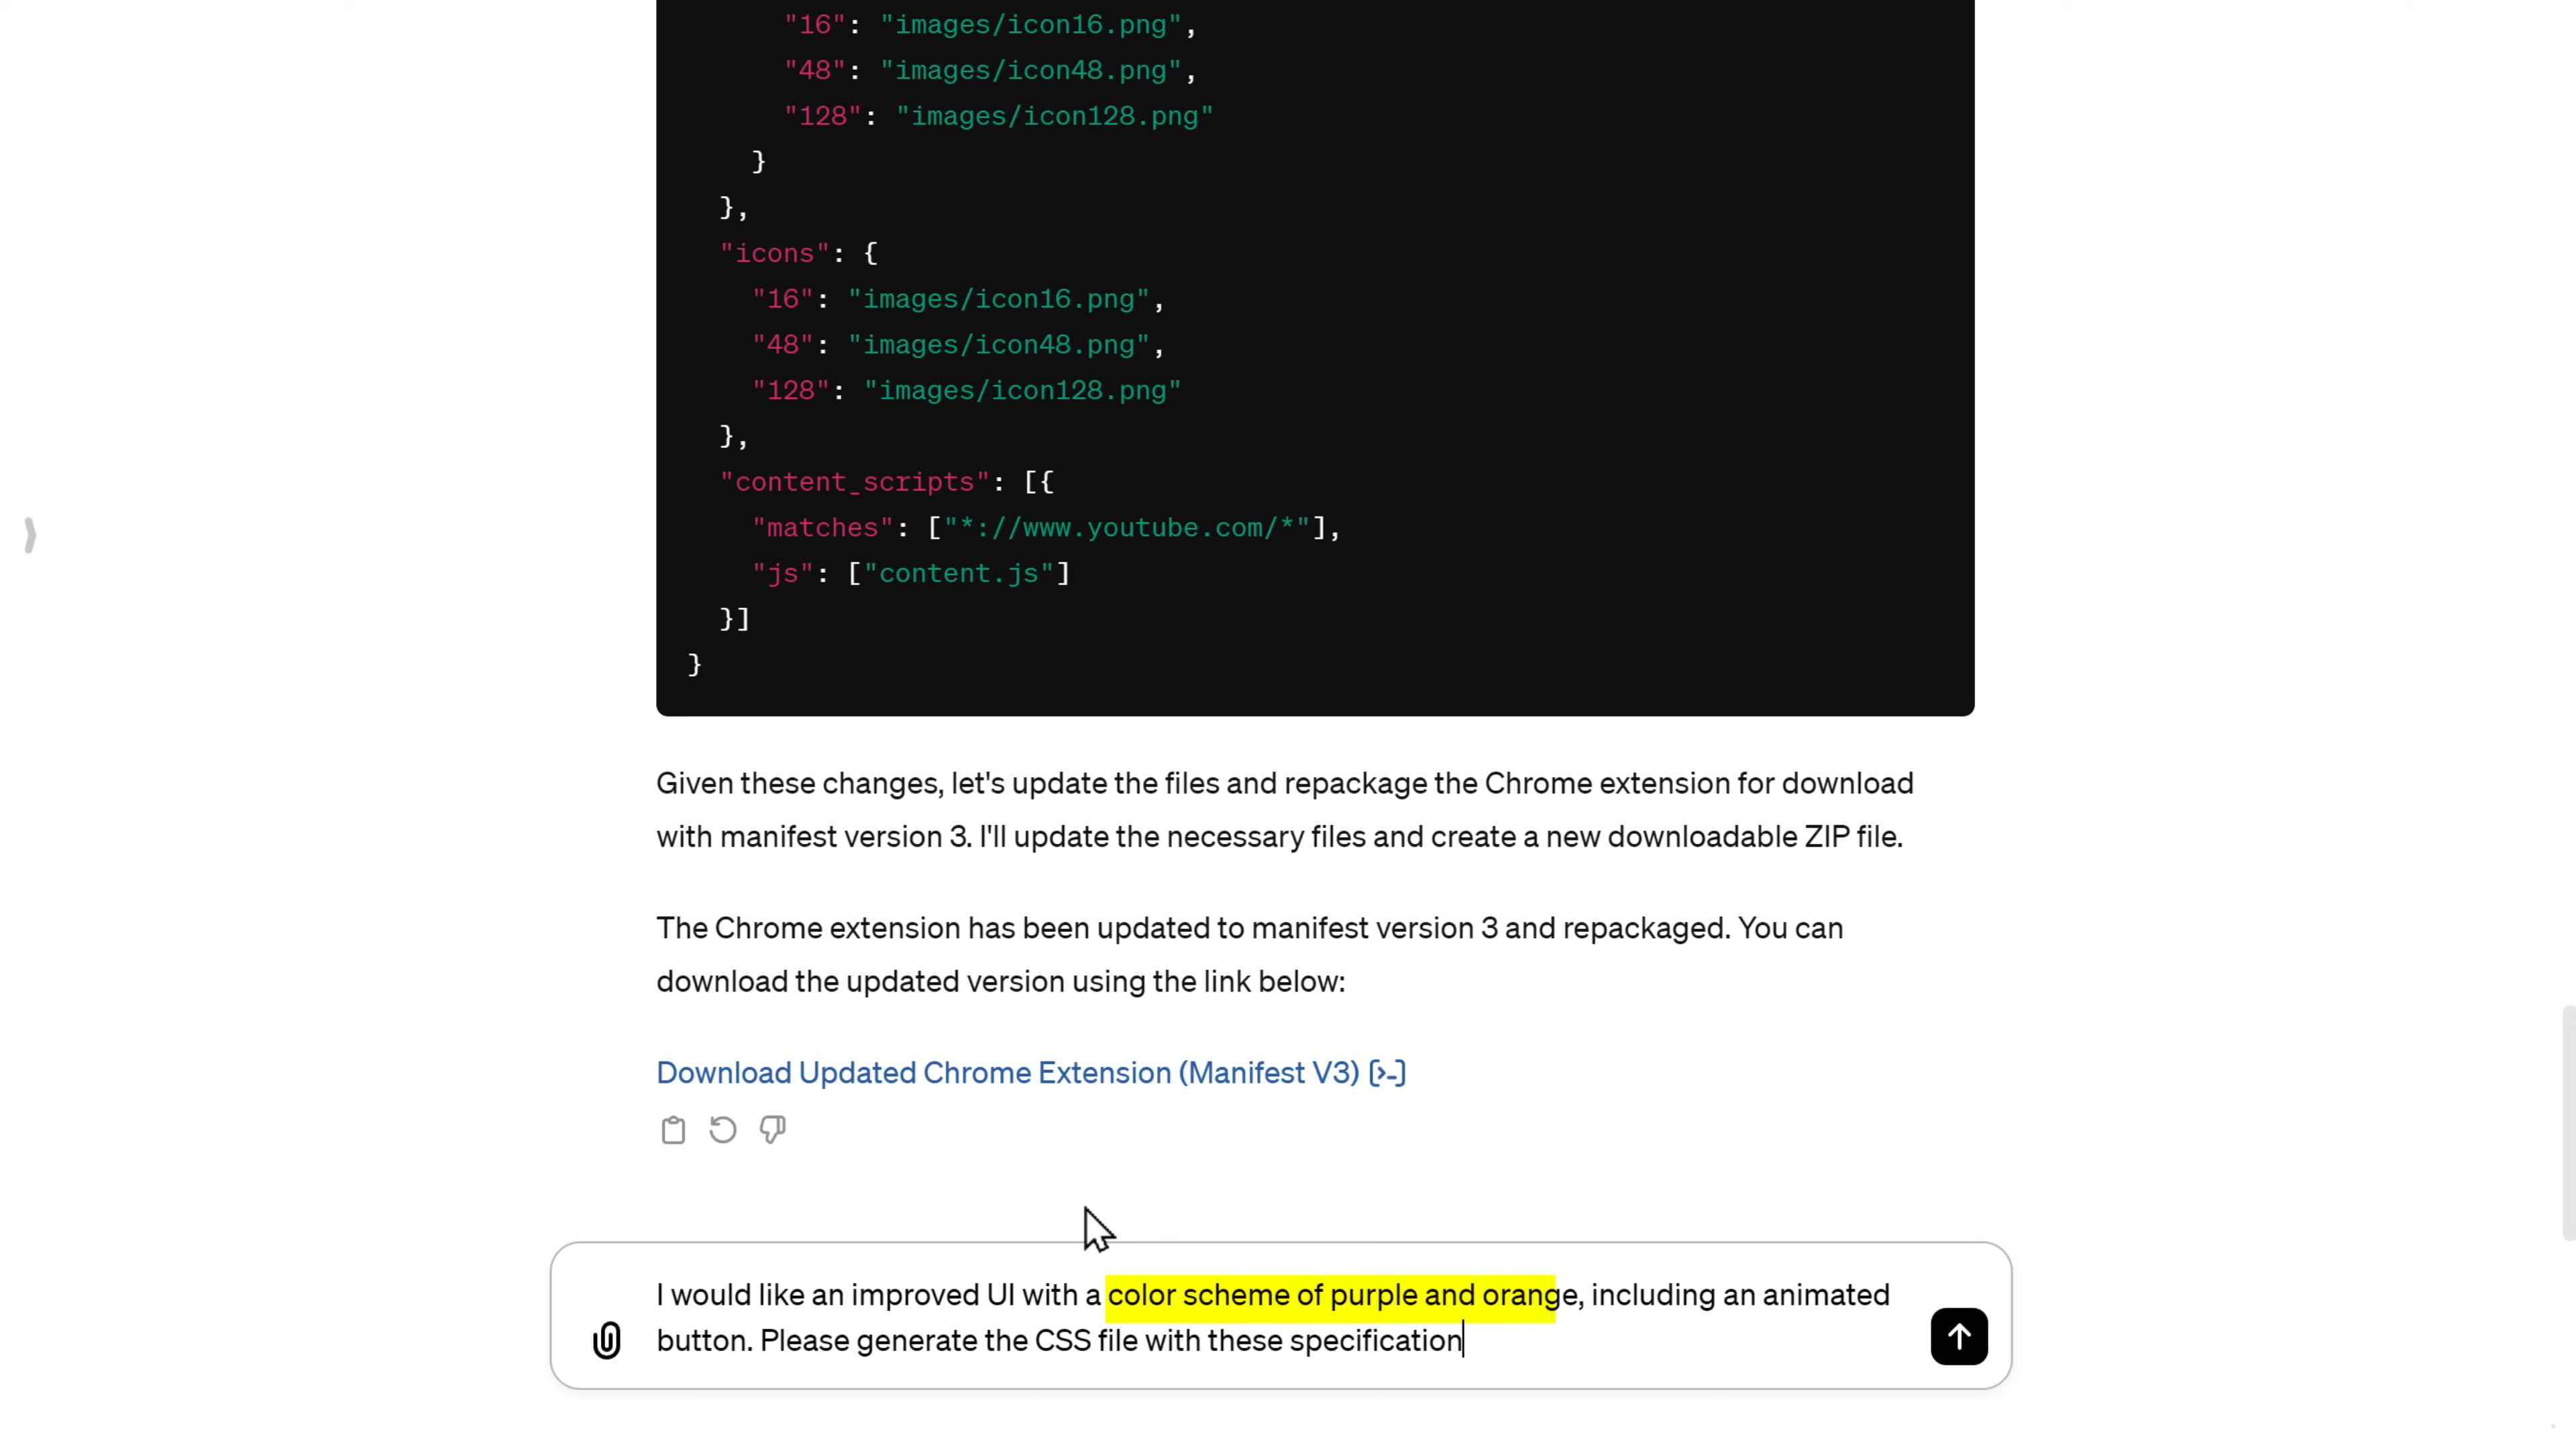 "16": "images/icon16.png",
"48": "images/icon48.png",
"128": "images/icon128.png"
}
},
"icons": {
"16": "images/icon16.png",
"48": "images/icon48.png",
"128": "images/icon128.png"
},
"content_scripts": [{
"matches": ["*://www.youtube.com/*"],
"js": ["content.js"]
}]
}
Given these changes, let's update the files and repackage the Chrome extension for download
with manifest version 3. I'll update the necessary files and create a new downloadable ZIP file.
The Chrome extension has been updated to manifest version 3 and repackaged. You can
download the updated version using the link below:
Download Updated Chrome Extension (Manifest V3) [>-]
I would like an improved UI with a color scheme of purple and orange, including an animated
button. Please generate the CSS file with these specification